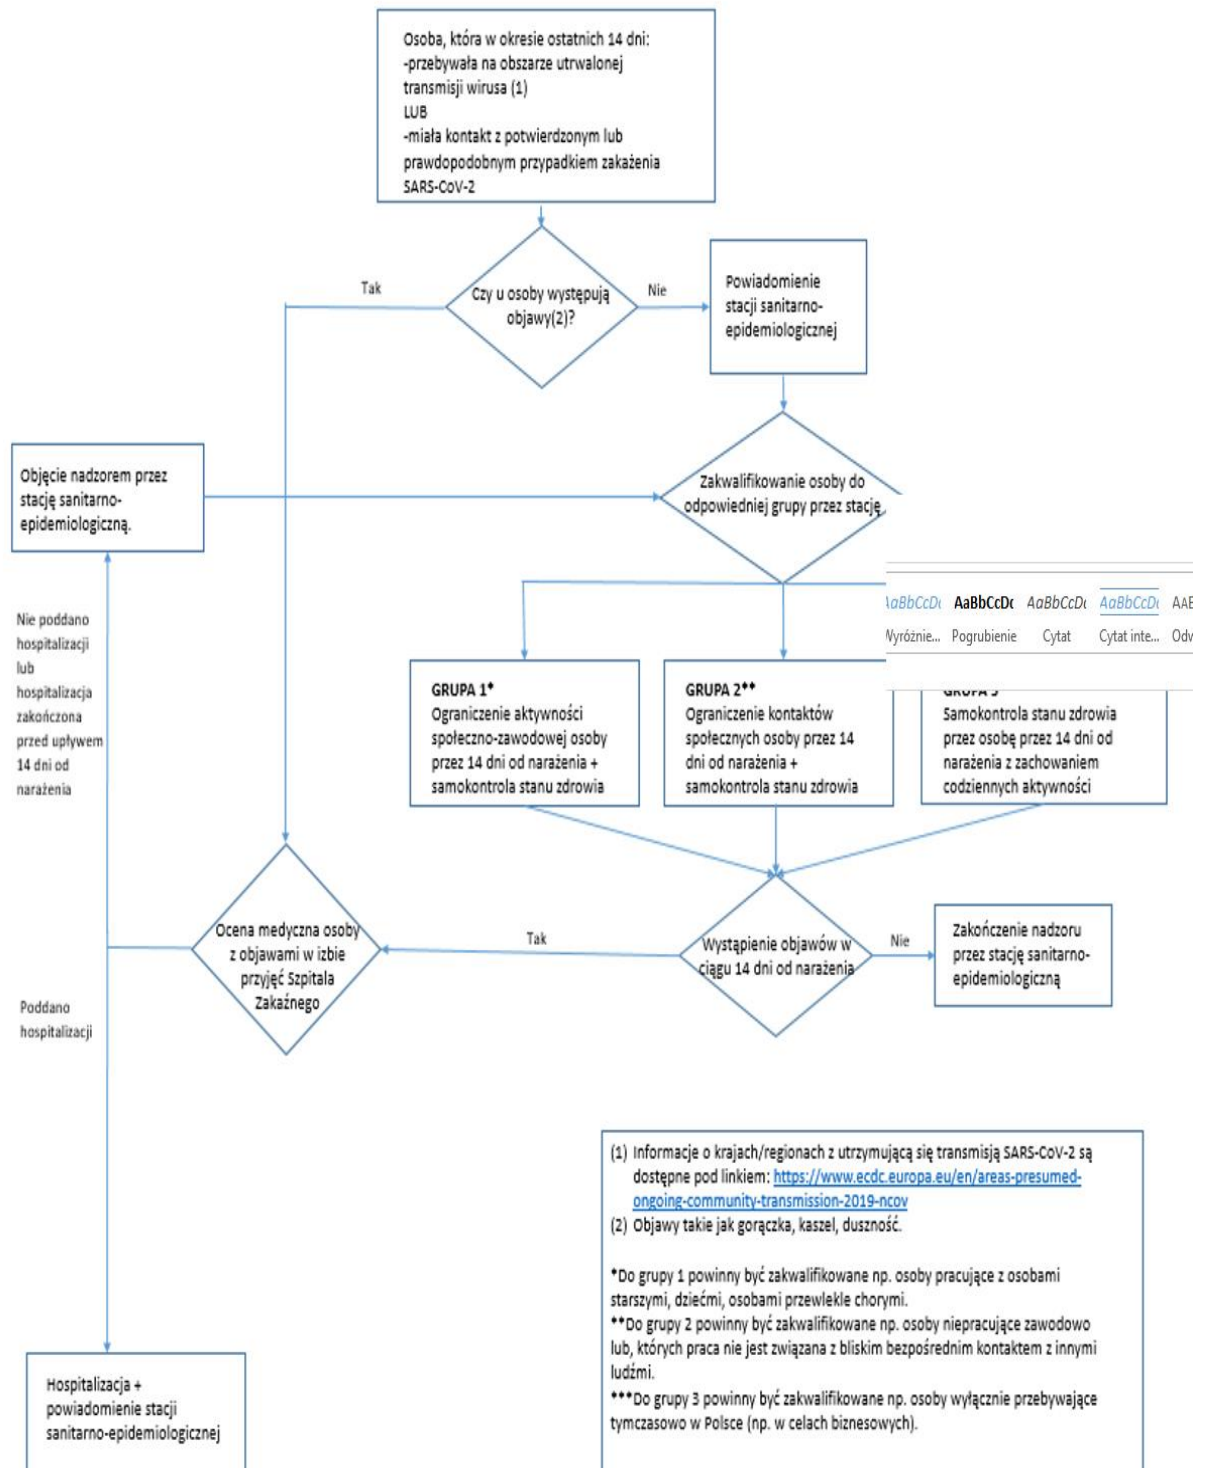 Osoba, która w okresie ostatnich 14 dni:
-przebywała na obszarze utrwalonej
transmisji wirusa (1)
LUB
-miała kontakt z potwierdzonym lub
prawdopodobnym przypadkiem zakażenia
SARS-CoV-2
Tak
Czy u osoby występują
objawy(2)?
Nie
Powiadomienie
stacji sanitarno-
epidemiologicznej
Objęcie nadzorem przez
stację sanitarno-
epidemiologiczną.
Zakwalifikowanie osoby do
odpowiedniej grupy przez stację
AaBbCcDc AaBbCcDc AaBbCcDc AaBbCcDc AAE
Wyróżnie... Pogrubienie Cytat Cytat inte... Odw
Nie poddano
hospitalizacji
lub
hospitalizacja
zakończona
przed upływem
14 dni od
narażenia
GRUPA 1*
Ograniczenie aktywności
społeczno-zawodowej osoby
przez 14 dni od narażenia +
samokontrola stanu zdrowia
GRUPA 2**
Ograniczenie kontaktów
społecznych osoby przez 14
dni od narażenia +
samokontrola stanu zdrowia
GRUPA 3
Samokontrola stanu zdrowia
przez osobę przez 14 dni od
narażenia z zachowaniem
codziennych aktywności
Ocena medyczna osoby
z objawami w izbie
przyjęć Szpitala
Zakaźnego
Tak
Wystąpienie objawów w
ciągu 14 dni od narażenia
Nie
Zakończenie nadzoru
przez stację sanitarno-
epidemiologiczną
Poddano
hospitalizacji
(1) Informacje o krajach/regionach z utrzymującą się transmisją SARS-CoV-2 są
dostępne pod linkiem: https://www.ecdc.europa.eu/en/areas-presumed-
ongoing-community-transmission-2019-ncov
(2) Objawy takie jak gorączka, kaszel, duszność.
*Do grupy 1 powinny być zakwalifikowane np. osoby pracujące z osobami
starszymi, dziećmi, osobami przewlekle chorymi.
**Do grupy 2 powinny być zakwalifikowane np. osoby niepracujące zawodowo
lub, których praca nie jest związana z bliskim bezpośrednim kontaktem z innymi
ludźmi.
***Do grupy 3 powinny być zakwalifikowane np. osoby wyłącznie przebywające
tymczasowo w Polsce (np. w celach biznesowych).
Hospitalizacja +
powiadomienie stacji
sanitarno-epidemiologicznej